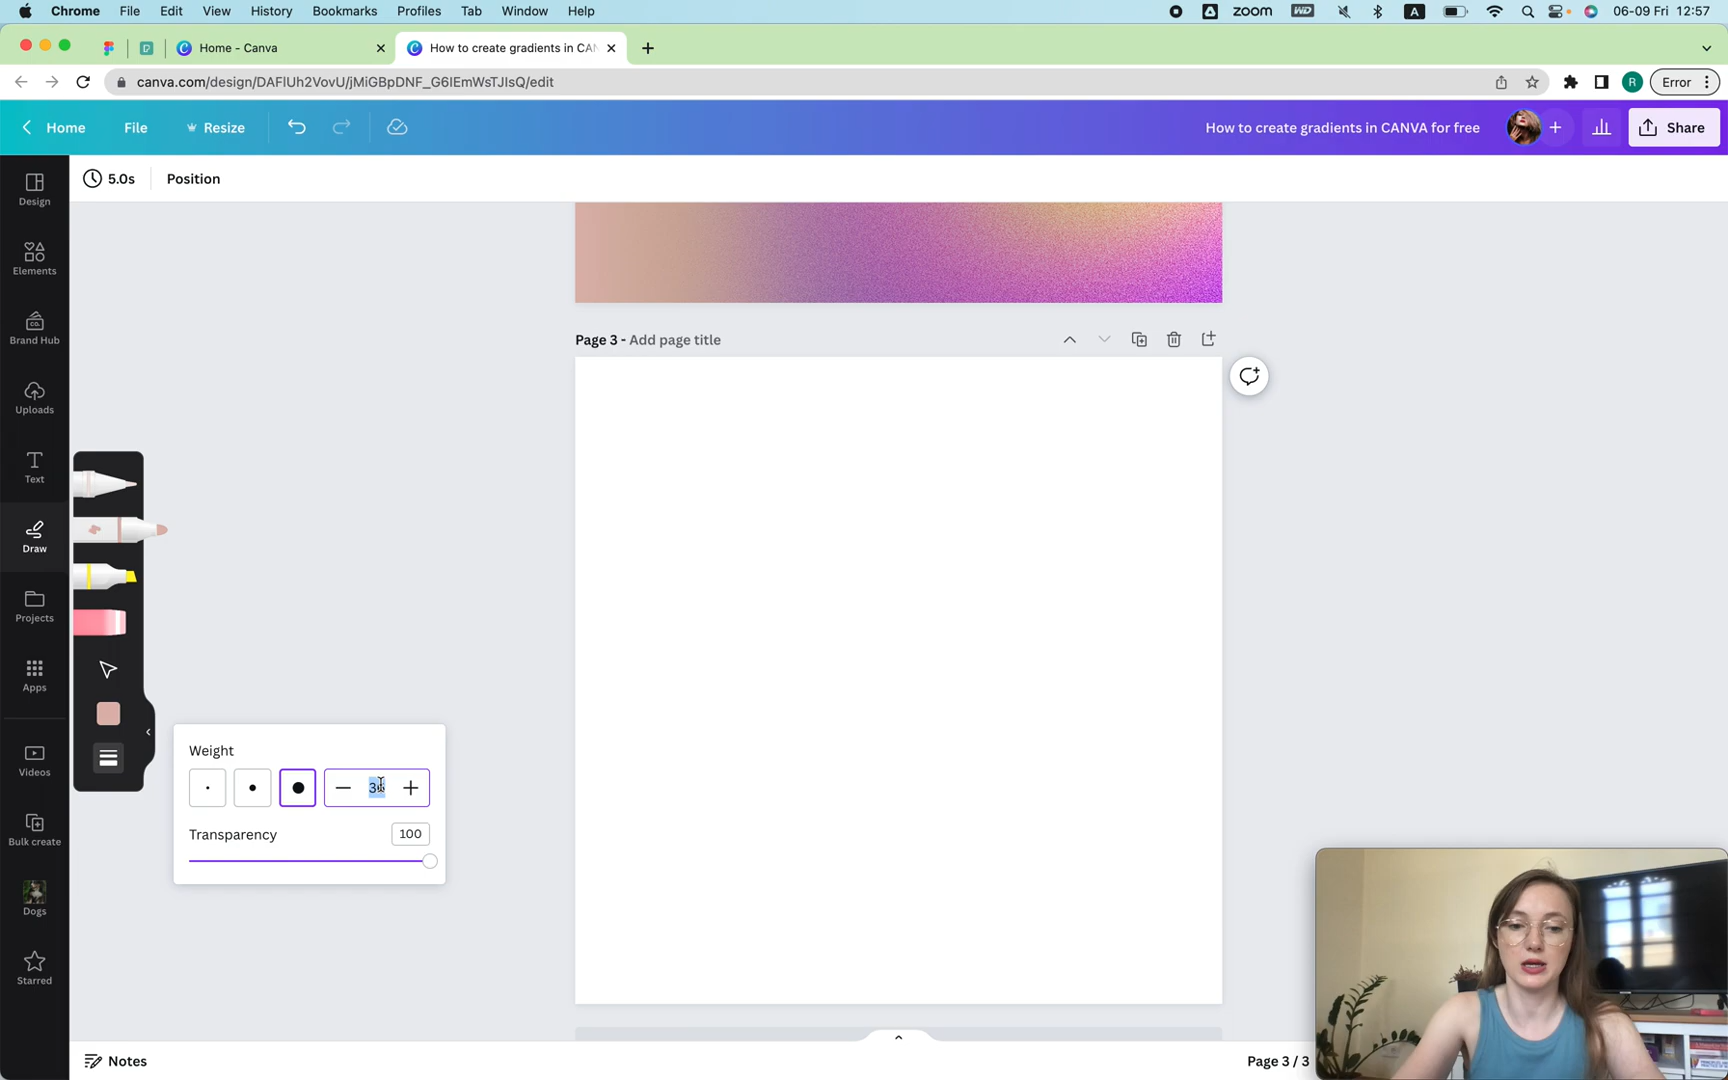 Chrome File Edit View History Bookmarks Profiles Tab Window Help
zoom WD A 06-09 Fri 12:57
Home - Canva
How to create gradients in CAN
canva.com/design/DAFlUh2VovU/jMiGBpDNF_G6IEmWsTJIsQ/edit
R Error
Home File Resize
How to create gradients in CANVA for free
Share
5.0s Position
Design
Elements
Brand Hub
Uploads
Text
Draw
Projects
Apps
Videos
Bulk create
Dogs
Starred
Page 3 - Add page title
Weight
Transparency 100
Notes
Page 3 / 3